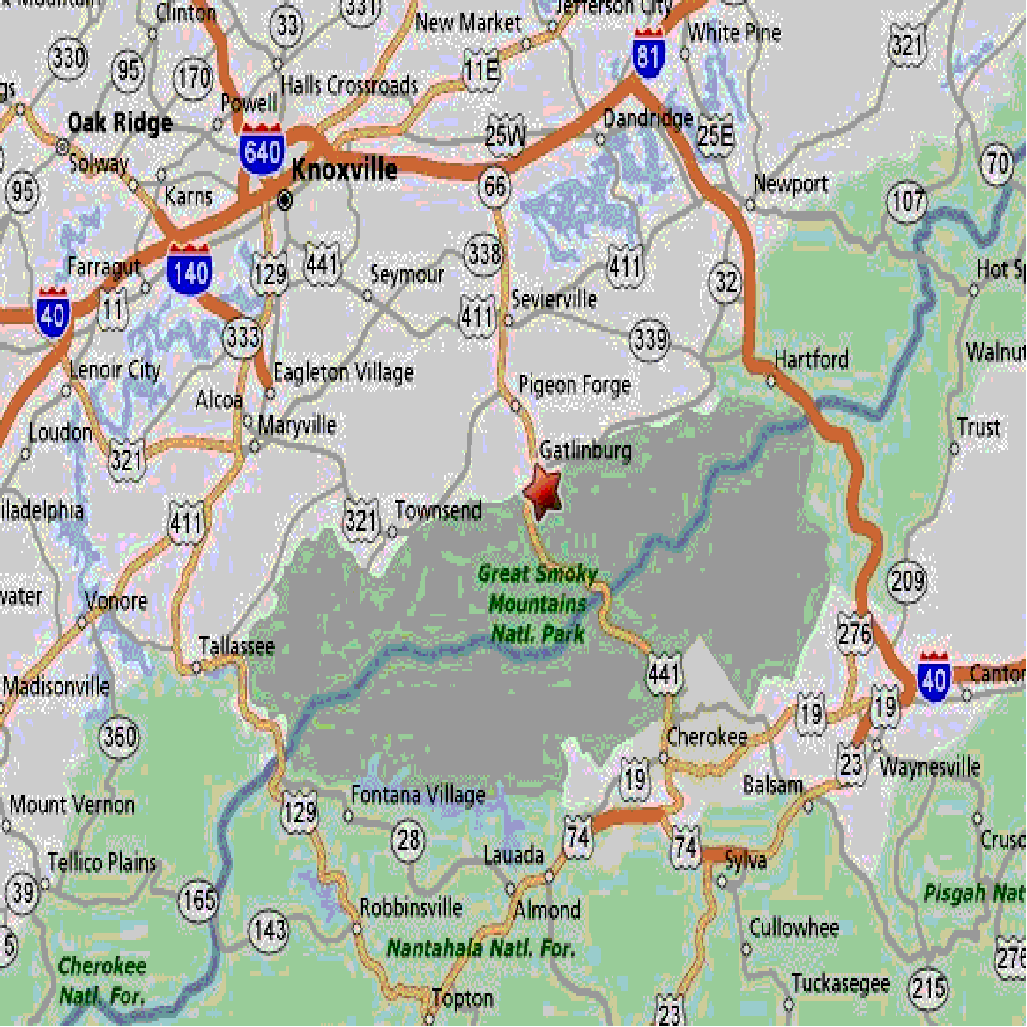 Clinton
33
331
New Market
Jefferson City
White Pine
321
330
95
170
Halls Crossroads
11E
81
Powell
Oak Ridge
Solway
640
Knoxville
25W
Dandridge
25E
95
Karns
66
Newport
70
107
Farragut
140
129
441
Seymour
338
411
32
Hot Sp
40
11
333
411
Sevierville
339
Walnut
Lenoir City
Eagleton Village
Pigeon Forge
Hartford
Alcoa
Maryville
Loudon
321
Gatlinburg
Trust
iladelphia
411
321
Townsend
Great Smoky
Mountains
Natl. Park
209
water
Vonore
276
Tallassee
441
40
Canton
Madisonville
360
19
19
Cherokee
23
Waynesville
Mount Vernon
129
Fontana Village
19
Balsam
28
74
74
Lauada
Sylva
Cruso
Tellico Plains
39
165
Robbinsville
Almond
Pisgah Nat
143
5
Nantahala Natl. For.
Cullowhee
276
Cherokee
Natl. For.
Topton
23
Tuckasegee
215